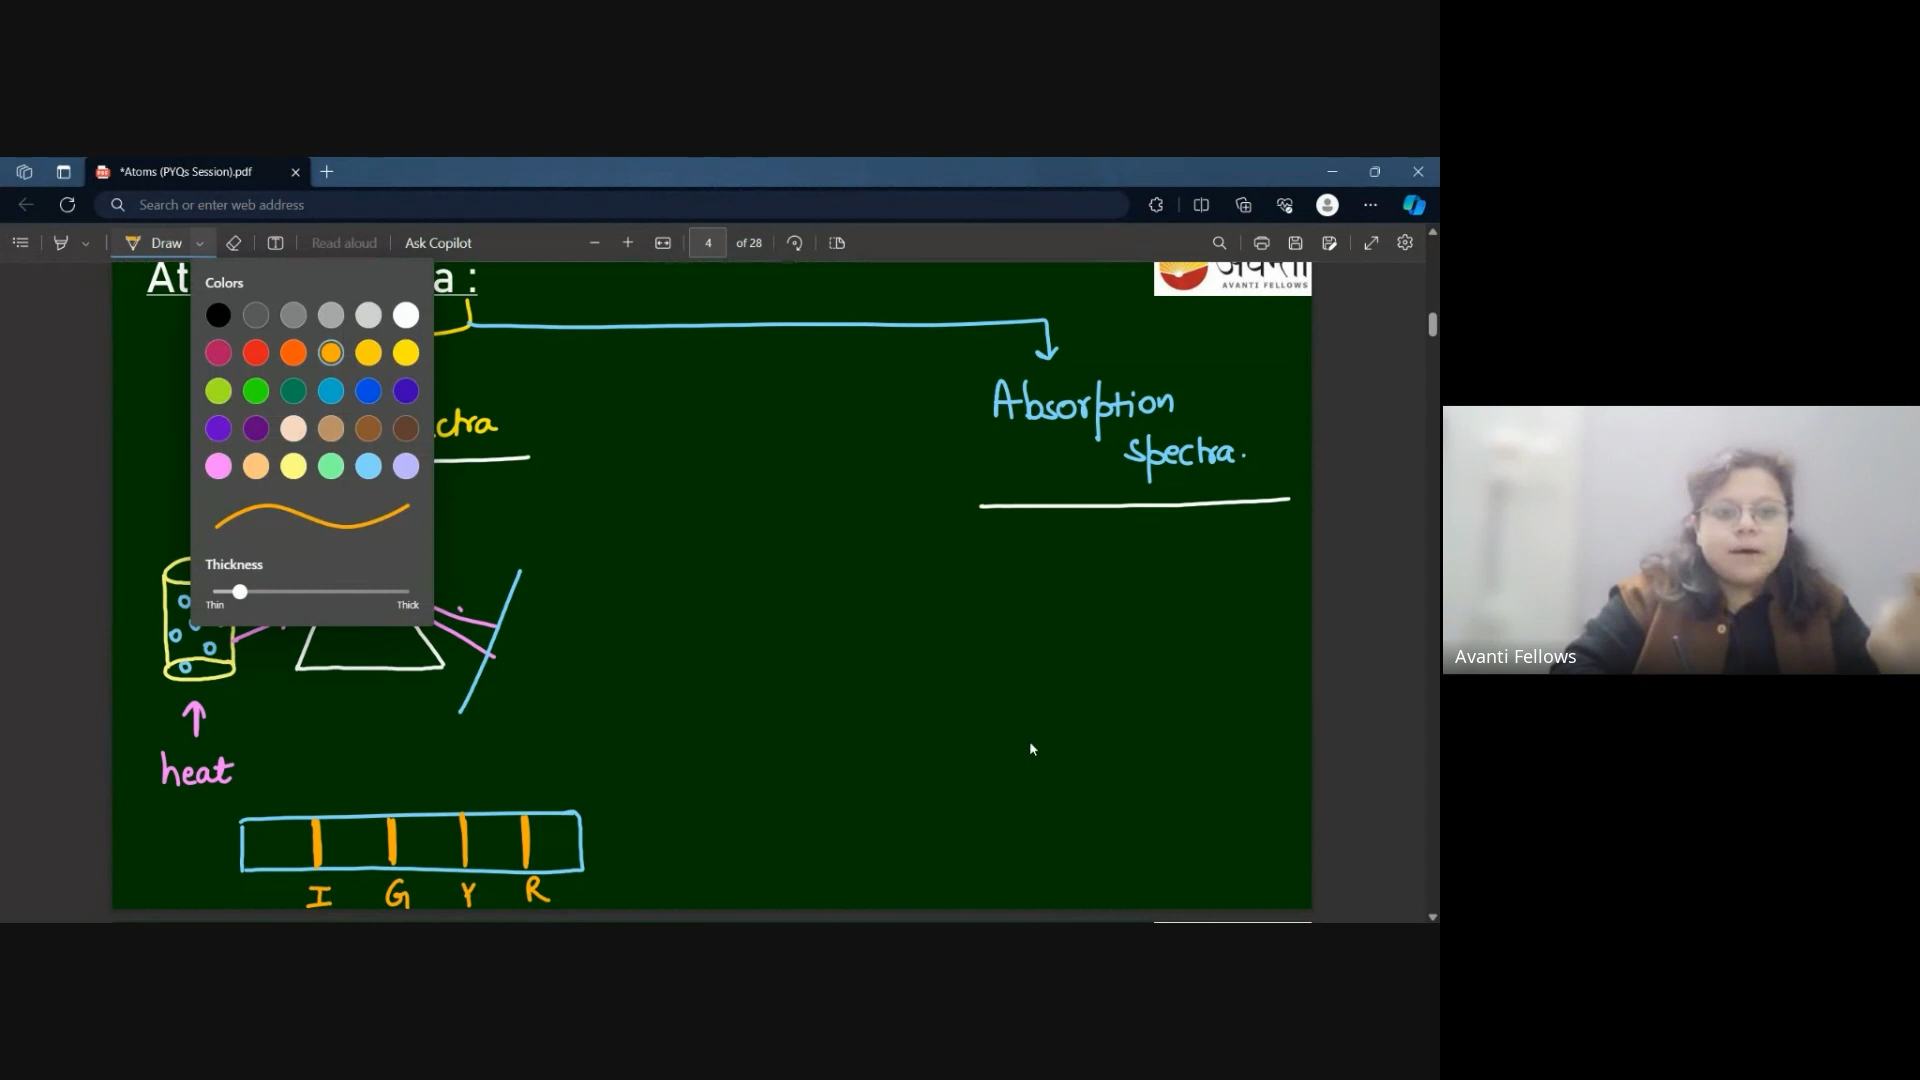 *Atoms (PYQs Session).pdf
Search or enter web address
Draw
Read aloud
Ask Copilot
4
of 28
Colors
Thickness
Thin
Thick
At
a :
AVANTI FELLOWS
ctra
Absorption
spectra.
heat
I G Y R
Avanti Fellows